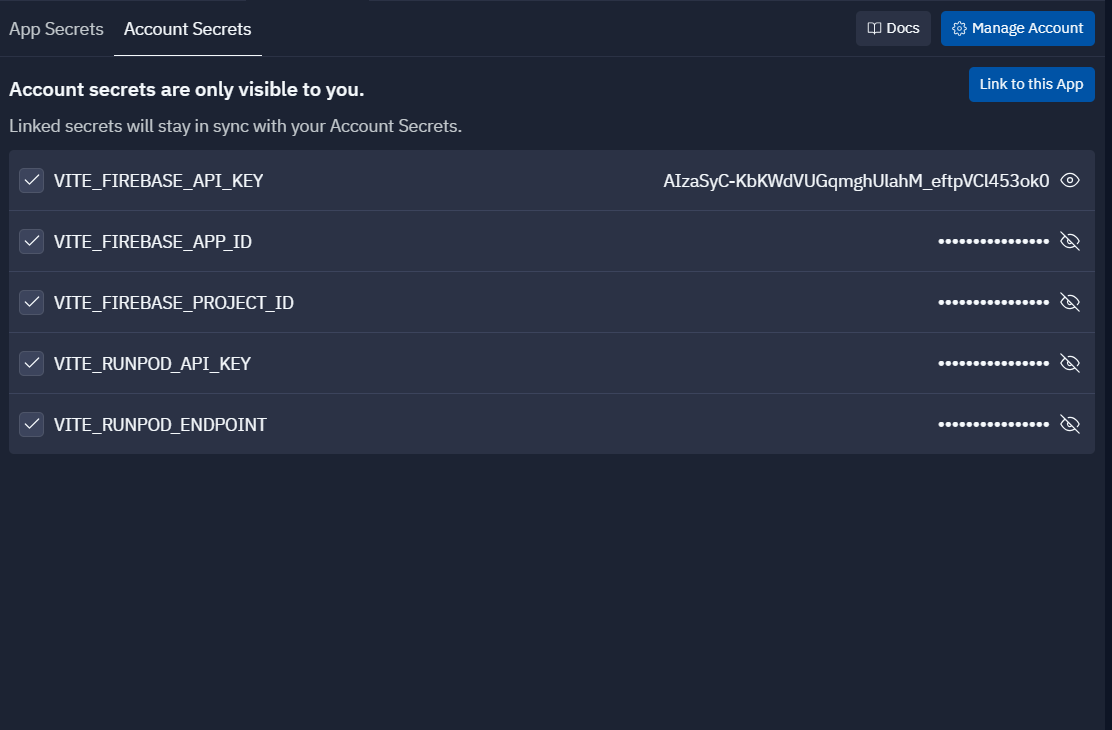 App Secrets
Account Secrets
Docs
Manage Account
Account secrets are only visible to you.
Link to this App
Linked secrets will stay in sync with your Account Secrets.
VITE_FIREBASE_API_KEY AIzaSyC-KbKWdVUGqmghUlahM_eftpVCl453ok0
VITE_FIREBASE_APP_ID ••••••••••••••••
VITE_FIREBASE_PROJECT_ID ••••••••••••••••
VITE_RUNPOD_API_KEY ••••••••••••••••
VITE_RUNPOD_ENDPOINT ••••••••••••••••